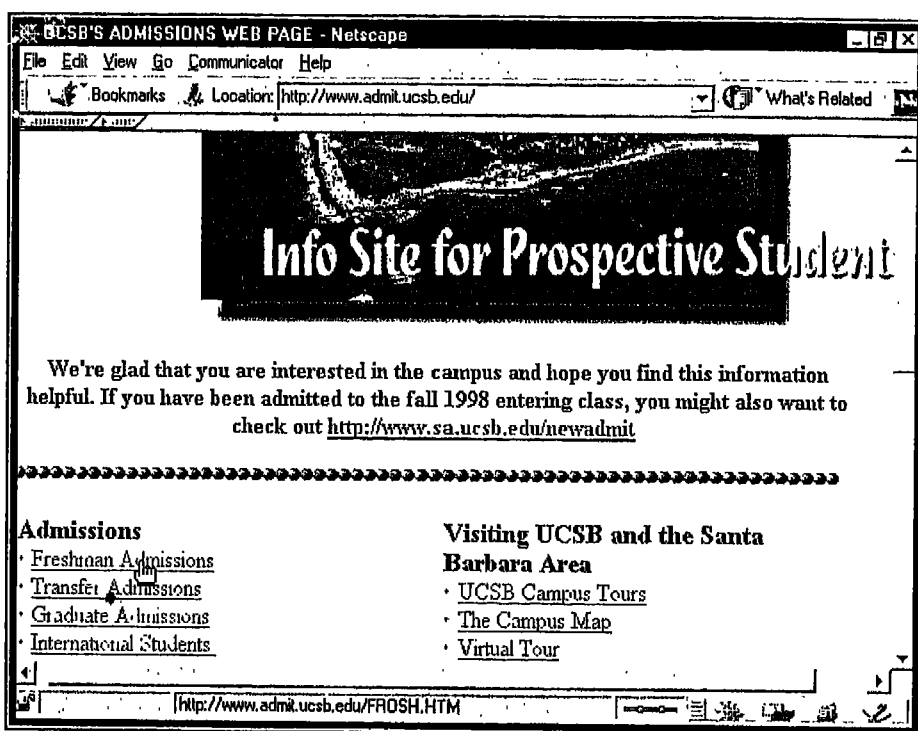 UCSB'S ADMISSIONS WEB PAGE - Netscape
File Edit View Go Communicator Help
Bookmarks Location: http://www.admit.ucsb.edu/ What's Related
Info Site for Prospective Student
We're glad that you are interested in the campus and hope you find this information
helpful. If you have been admitted to the fall 1998 entering class, you might also want to
check out http://www.sa.ucsb.edu/newadmit
Admissions
· Freshman Admissions
· Transfer Admissions
· Graduate Admissions
· International Students
Visiting UCSB and the Santa
Barbara Area
· UCSB Campus Tours
· The Campus Map
· Virtual Tour
http://www.admit.ucsb.edu/FROSH.HTM